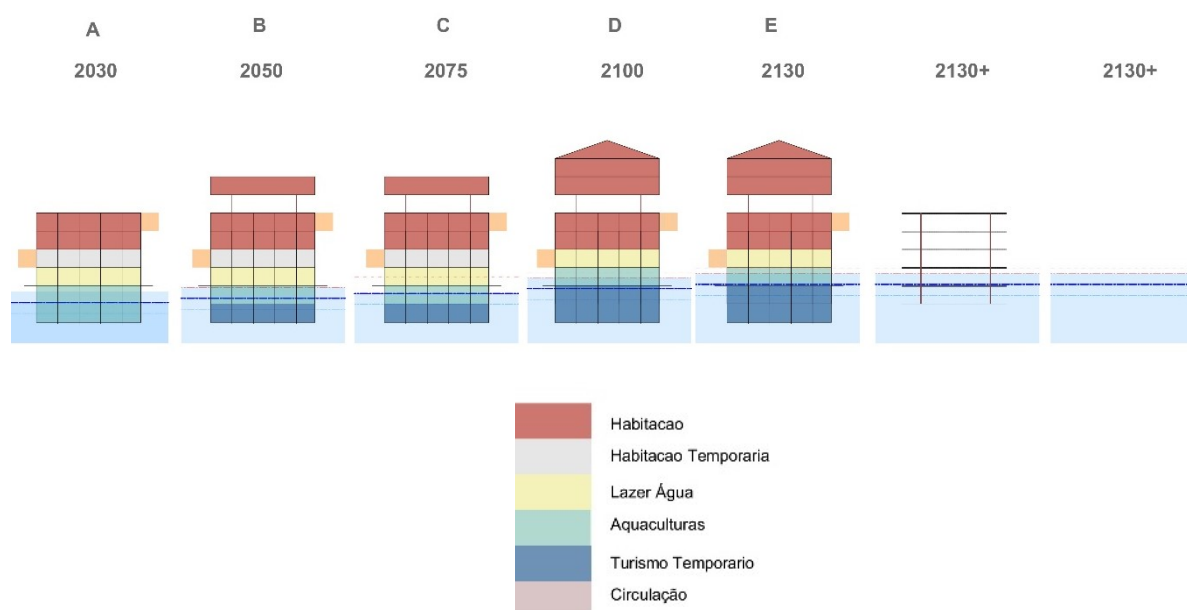 A B C D E
2030 2050 2075 2100 2130 2130+ 2130+
Habitacao
Habitacao Temporaria
Lazer Água
Aquaculturas
Turismo Temporario
Circulação